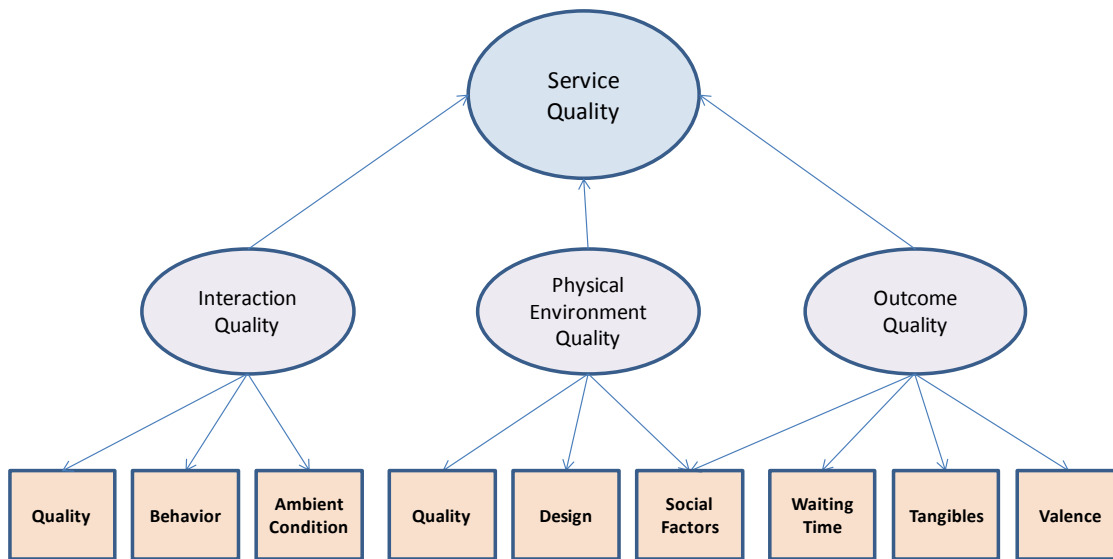 Service
Quality
Interaction
Quality
Physical
Environment
Quality
Outcome
Quality
Quality
Behavior
Ambient
Condition
Quality
Design
Social
Factors
Waiting
Time
Tangibles
Valence